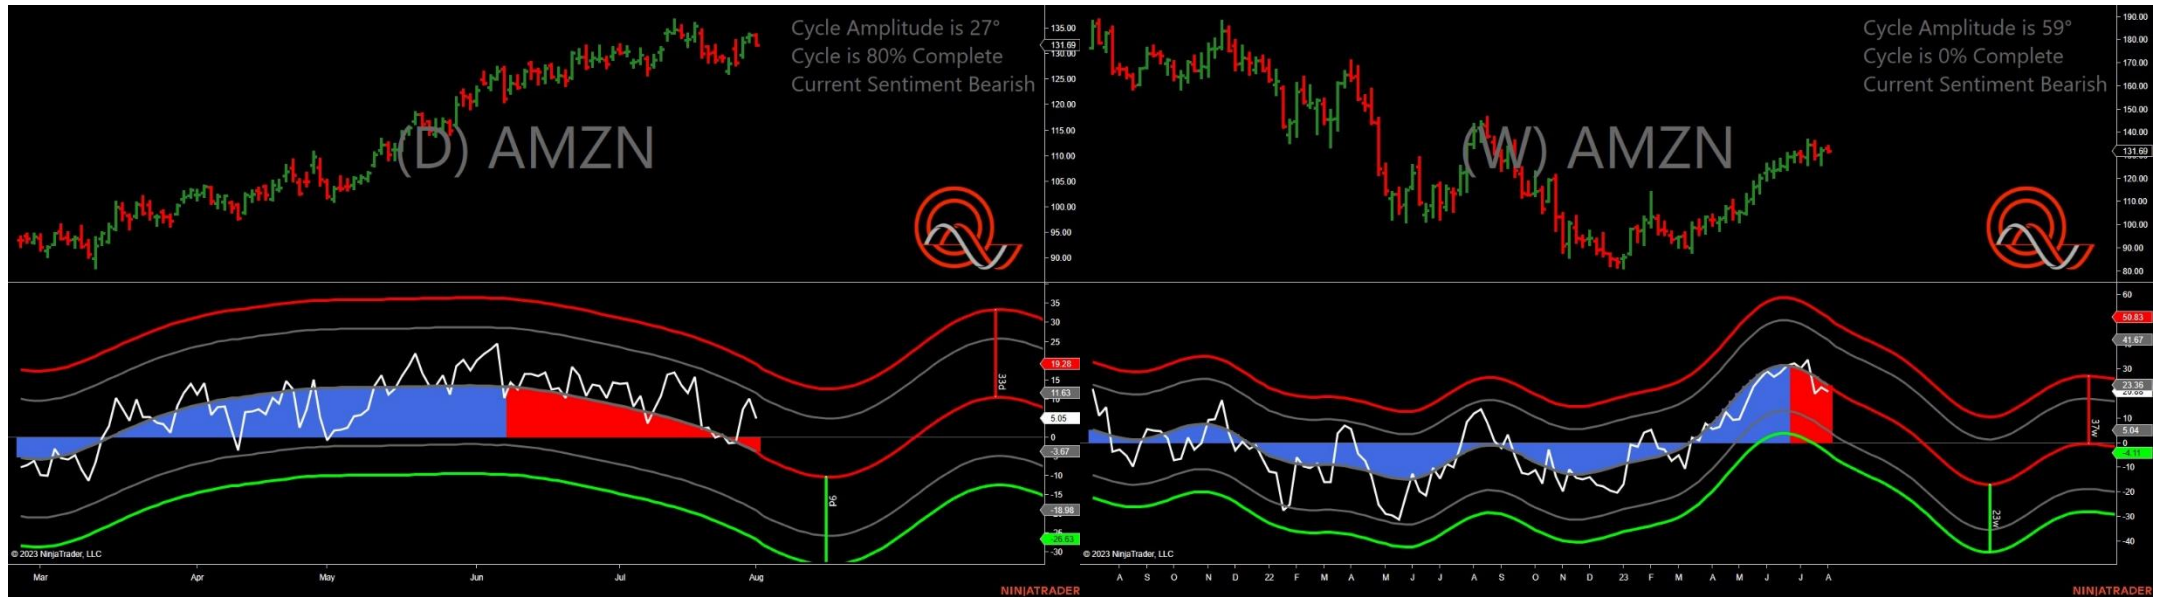 Cycle Amplitude is 27°
Cycle is 80% Complete
Current Sentiment Bearish
(D) AMZN
135.00
131.69
130.00
125.00
120.00
115.00
110.00
105.00
100.00
95.00
90.00
35
30
25
19.28
15
11.63
10
5.05
0
-3.67
-10
-15
-18.98
-26.63
-30
33d
9d
© 2023 NinjaTrader, LLC
Mar Apr May Jun Jul Aug
NINJATRADER
Cycle Amplitude is 59°
Cycle is 0% Complete
Current Sentiment Bearish
(W) AMZN
190.00
180.00
170.00
160.00
150.00
140.00
131.69
120.00
110.00
100.00
90.00
80.00
60
50.83
41.67
30
23.36
10
5.04
0
-4.11
-10
-20
-30
-40
37w
23w
© 2023 NinjaTrader, LLC
A S O N D 22 F M A M J J A S O N D 23 F M A M J J A
NINJATRADER